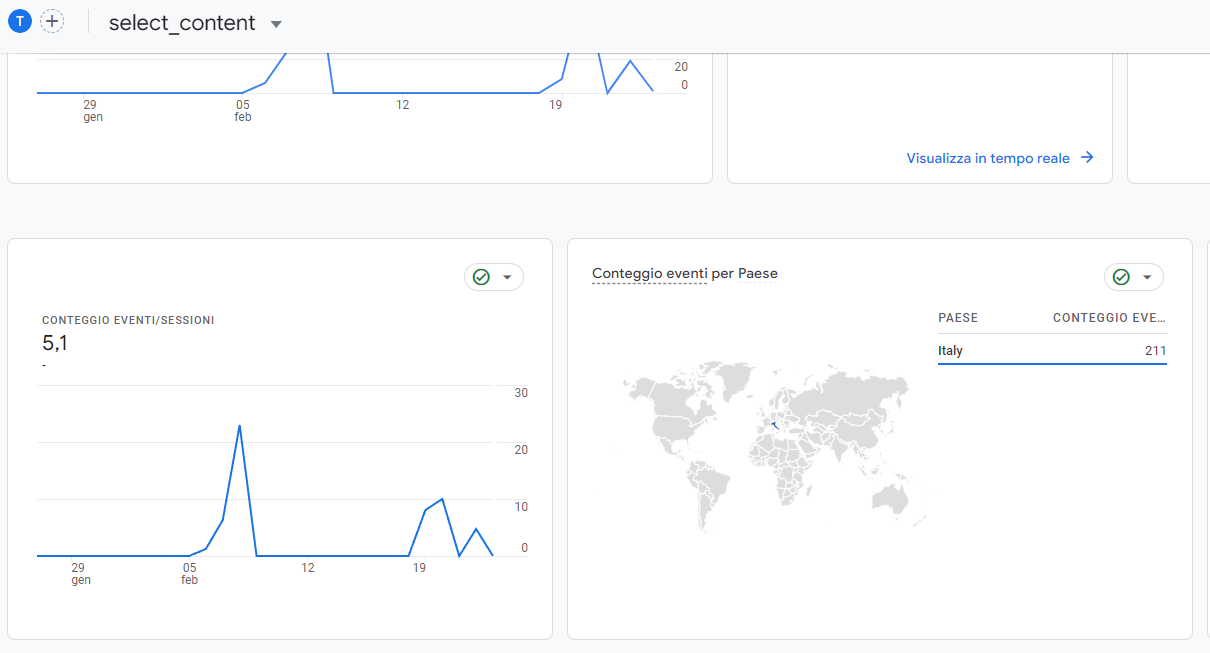 T
select_content
20
0
29
gen
05
feb
12
19
Visualizza in tempo reale
CONTEGGIO EVENTI/SESSIONI
5,1
-
30
20
10
0
29
gen
05
feb
12
19
Conteggio eventi per Paese
PAESE CONTEGGIO EVE...
Italy 211